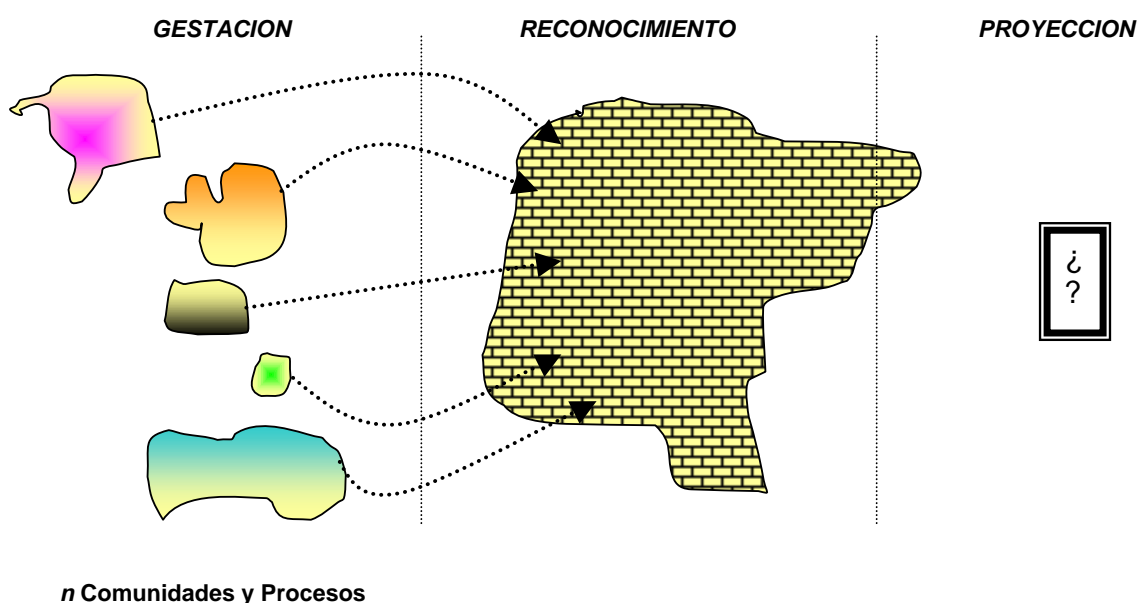 GESTACION
RECONOCIMIENTO
PROYECCION
¿
?
n Comunidades y Procesos